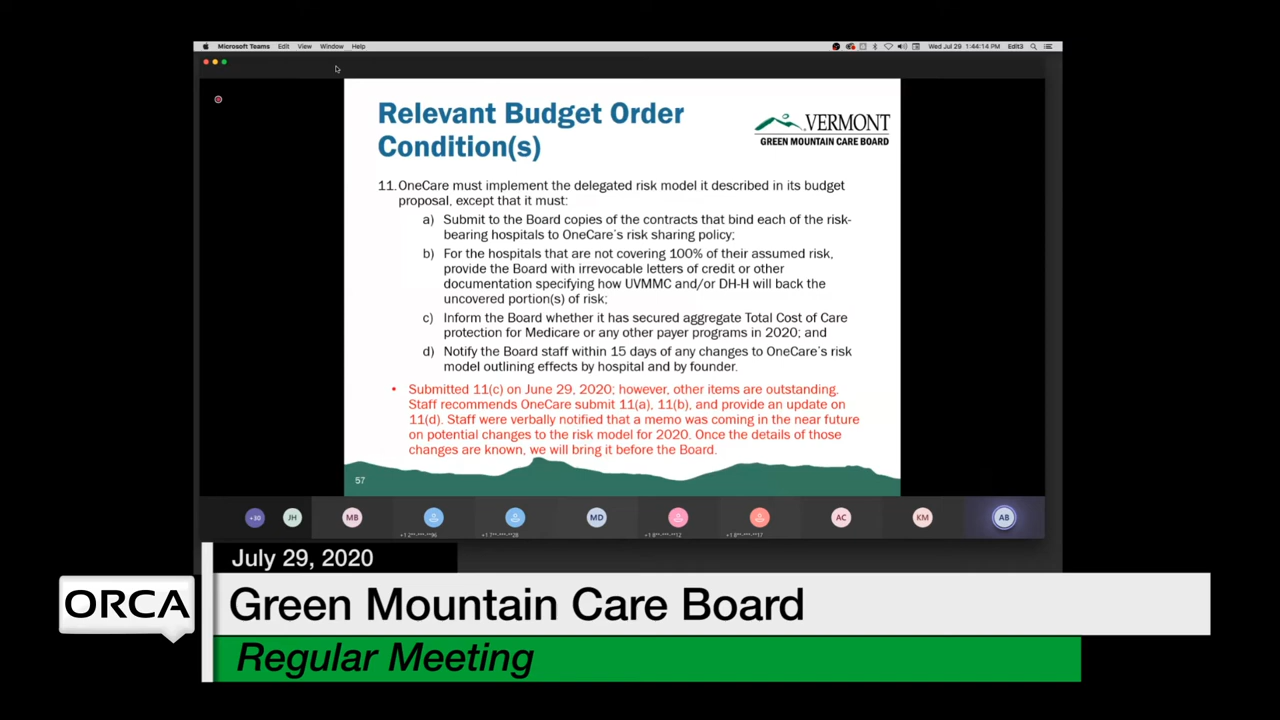 Microsoft Teams Edit View Window Help
Wed Jul 29 1:44:14 PM Edit3
Relevant Budget Order
Condition(s)
VERMONT
GREEN MOUNTAIN CARE BOARD
11. OneCare must implement the delegated risk model it described in its budget
proposal, except that it must:
a) Submit to the Board copies of the contracts that bind each of the risk-
bearing hospitals to OneCare's risk sharing policy;
b) For the hospitals that are not covering 100% of their assumed risk,
provide the Board with irrevocable letters of credit or other
documentation specifying how UVMMC and/or DH-H will back the
uncovered portion(s) of risk;
c) Inform the Board whether it has secured aggregate Total Cost of Care
protection for Medicare or any other payer programs in 2020; and
d) Notify the Board staff within 15 days of any changes to OneCare's risk
model outlining effects by hospital and by founder.
• Submitted 11(c) on June 29, 2020; however, other items are outstanding.
Staff recommends OneCare submit 11(a), 11(b), and provide an update on
11(d). Staff were verbally notified that a memo was coming in the near future
on potential changes to the risk model for 2020. Once the details of those
changes are known, we will bring it before the Board.
57
+30 JH MB MD AC KM AB
July 29, 2020
ORCA
Green Mountain Care Board
Regular Meeting